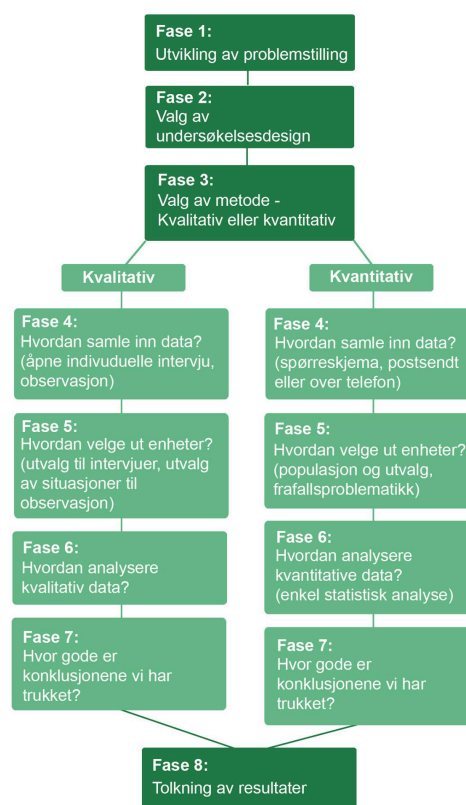 Fase 1:
Utvikling av problemstilling
Fase 2:
Valg av
undersøkelsesdesign
Fase 3:
Valg av metode -
Kvalitativ eller kvantitativ
Kvalitativ
Fase 4:
Hvordan samle inn data?
(åpne indivuduelle intervju,
observasjon)
Fase 5:
Hvordan velge ut enheter?
(utvalg til intervjuer, utvalg
av situasjoner til
observasjon)
Fase 6:
Hvordan analysere
kvalitativ data?
Fase 7:
Hvor gode er
konklusjonene vi har
trukket?
Kvantitativ
Fase 4:
Hvordan samle inn data?
(spørreskjema, postsendt
eller over telefon)
Fase 5:
Hvordan velge ut enheter?
(populasjon og utvalg,
frafallsproblematikk)
Fase 6:
Hvordan analysere
kvantitative data?
(enkel statistisk analyse)
Fase 7:
Hvor gode er
konklusjonene vi har
trukket?
Fase 8:
Tolkning av resultater